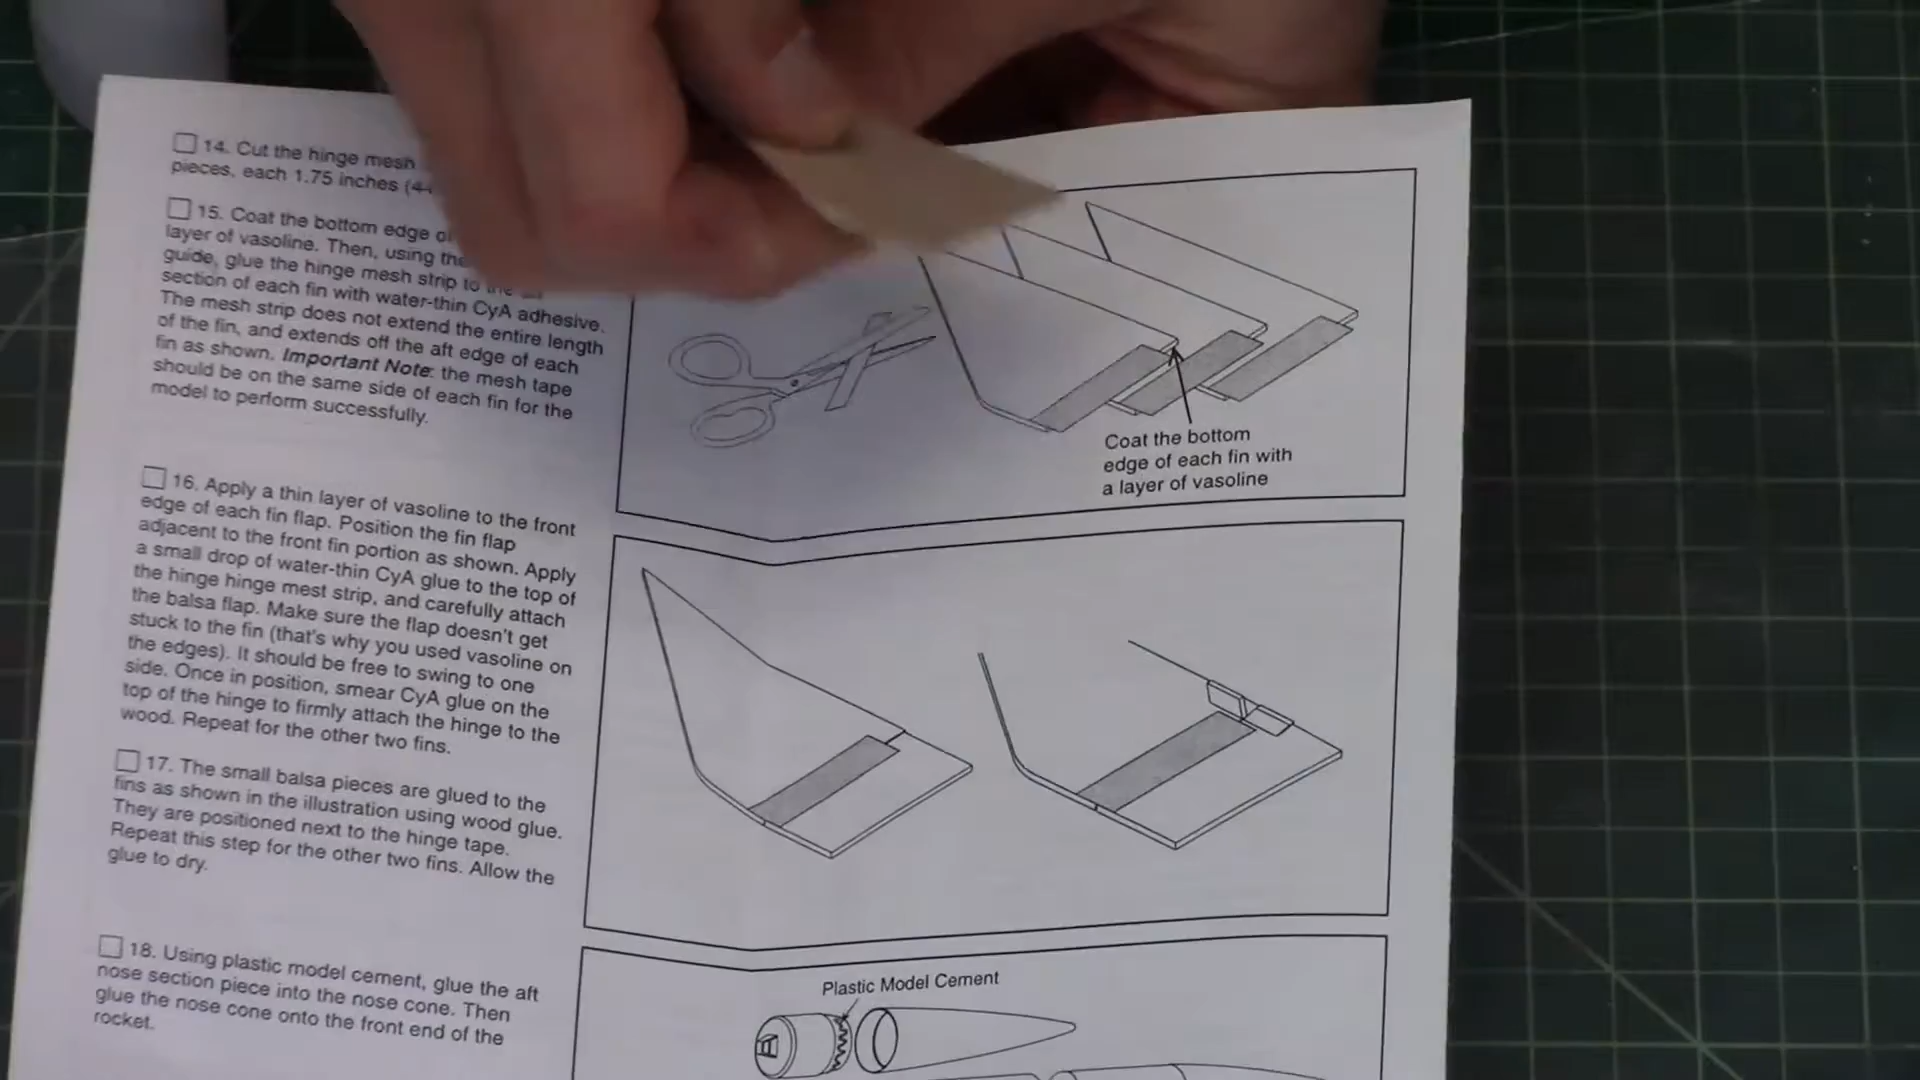 14. Cut the hinge mesh
pieces, each 1.75 inches
15. Coat the bottom edge
layer of vasoline. Then, using the
guide, glue the hinge mesh strip to the
section of each fin with water-thin CyA adhesive.
The mesh strip does not extend the entire length
of the fin, and extends off the aft edge of each
fin as shown. Important Note: the mesh tape
should be on the same side of each fin for the
model to perform successfully.
Coat the bottom
edge of each fin with
a layer of vasoline
16. Apply a thin layer of vasoline to the front
edge of each fin flap. Position the fin flap
adjacent to the front fin portion as shown. Apply
a small drop of water-thin CyA glue to the top of
the hinge hinge mest strip, and carefully attach
the balsa flap. Make sure the flap doesn't get
stuck to the fin (that's why you used vasoline on
the edges). It should be free to swing to one
side. Once in position, smear CyA glue on the
top of the hinge to firmly attach the hinge to the
wood. Repeat for the other two fins.
17. The small balsa pieces are glued to the
fins as shown in the illustration using wood glue.
They are positioned next to the hinge tape.
Repeat this step for the other two fins. Allow the
glue to dry.
18. Using plastic model cement, glue the aft
nose section piece into the nose cone. Then
glue the nose cone onto the front end of the
rocket.
Plastic Model Cement